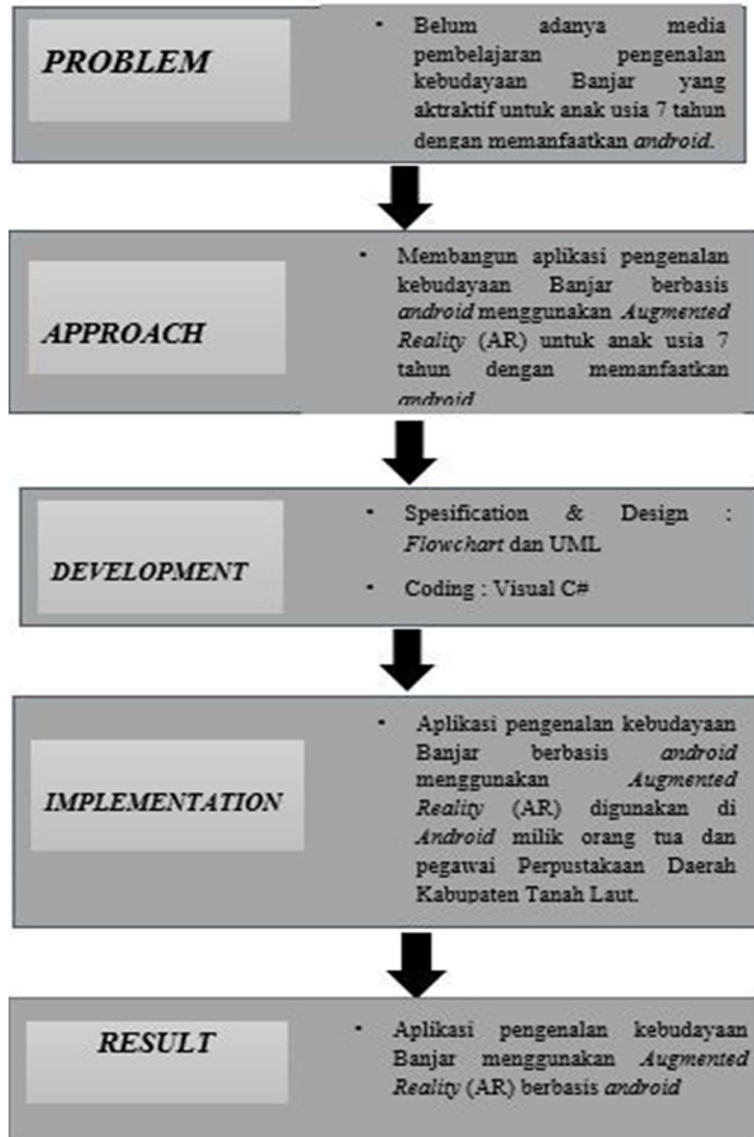 PROBLEM
• Belum adanya media
pembelajaran pengenalan
kebudayaan Banjar yang
aktraktif untuk anak usia 7 tahun
dengan memanfaatkan android.
APPROACH
• Membangun aplikasi pengenalan
kebudayaan Banjar berbasis
android menggunakan Augmented
Reality (AR) untuk anak usia 7
tahun dengan memanfaatkan
android
DEVELOPMENT
• Spesification & Design :
Flowchart dan UML
• Coding : Visual C#
IMPLEMENTATION
• Aplikasi pengenalan kebudayaan
Banjar berbasis android
menggunakan Augmented
Reality (AR) digunakan di
Android milik orang tua dan
pegawai Perpustakaan Daerah
Kabupaten Tanah Laut.
RESULT
• Aplikasi pengenalan kebudayaan
Banjar menggunakan Augmented
Reality (AR) berbasis android